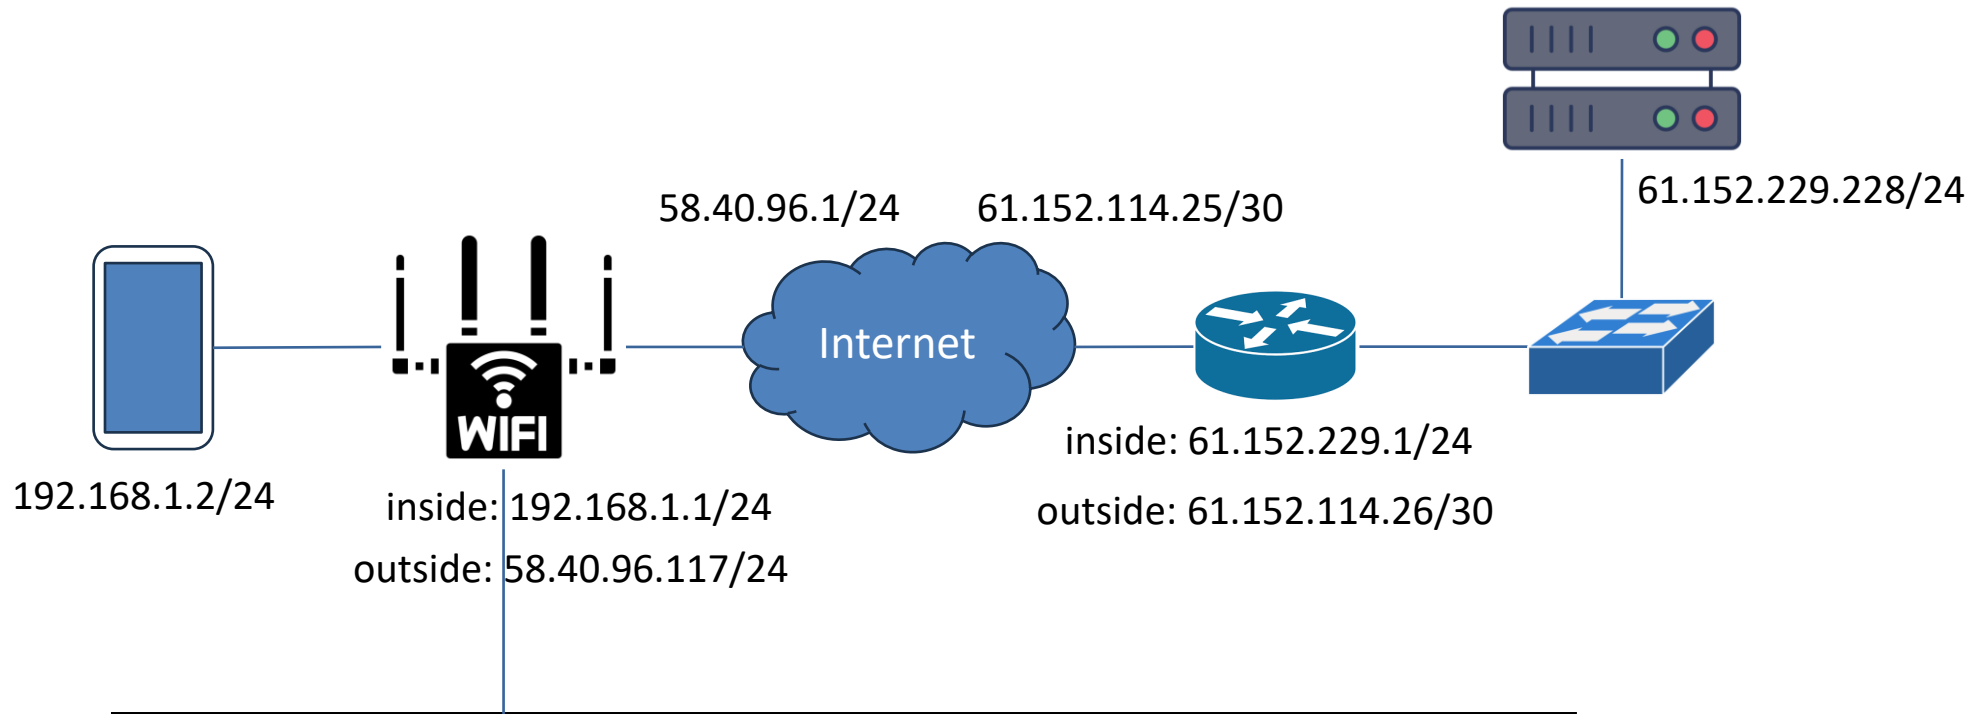 58.40.96.1/24
61.152.114.25/30
61.152.229.228/24
Internet
WIFI
192.168.1.2/24
inside: 192.168.1.1/24
outside: 58.40.96.117/24
inside: 61.152.229.1/24
outside: 61.152.114.26/30